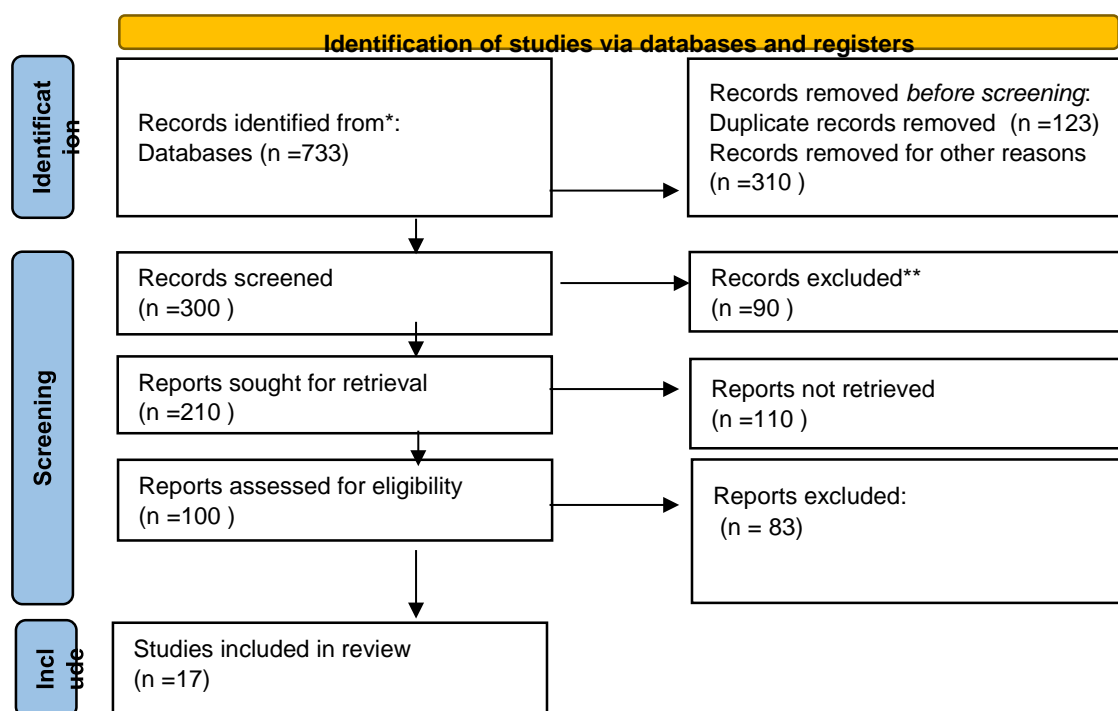 Identification of studies via databases and registers
Identificat
ion
Records identified from*:
Databases (n =733)
Records removed before screening:
Duplicate records removed  (n =123)
Records removed for other reasons
(n =310 )
Screening
Records screened
(n =300 )
Records excluded**
(n =90 )
Reports sought for retrieval
(n =210 )
Reports not retrieved
(n =110 )
Reports assessed for eligibility
(n =100 )
Reports excluded:
(n = 83)
Incl
ude
Studies included in review
(n =17)